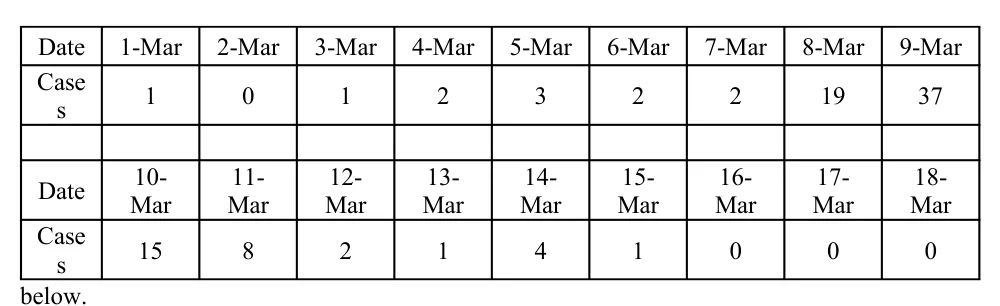 Date 1-Mar 2-Mar 3-Mar 4-Mar 5-Mar 6-Mar 7-Mar 8-Mar 9-Mar
Case
s 1 0 1 2 3 2 2 19 37
Date 10-Mar 11-Mar 12-Mar 13-Mar 14-Mar 15-Mar 16-Mar 17-Mar 18-Mar
Case
s 15 8 2 1 4 1 0 0 0
below.